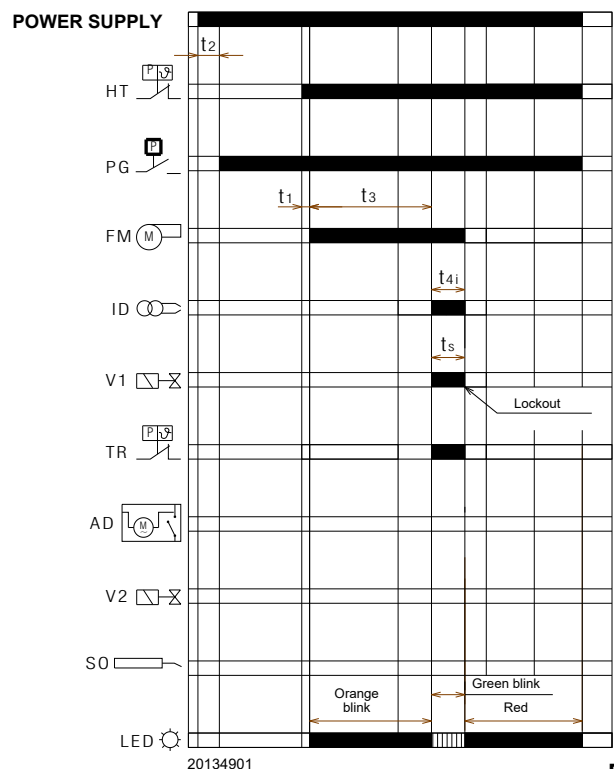 POWER SUPPLY
t2
P ϑ
HT
P
PG
t1 t3
FM M
t4i
ID
ts
V1
Lockout
P ϑ
TR
AD M ~
V2
SO
Green blink
Orange
blink
Red
LED
20134901